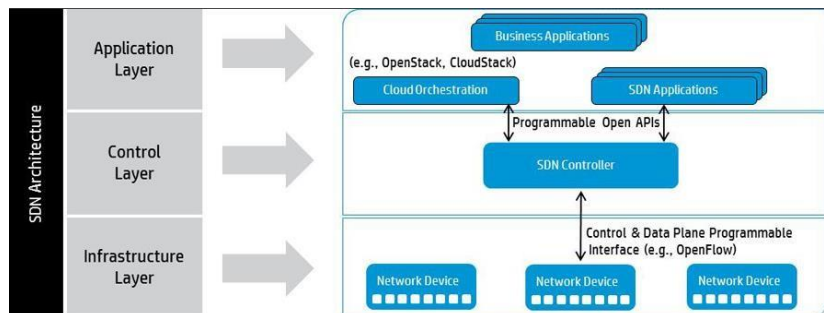 SDN Architecture
Application
Layer
Business Applications
(e.g., OpenStack, CloudStack)
Cloud Orchestration
SDN Applications
Programmable Open APIs
Control
Layer
SDN Controller
Control & Data Plane Programmable
Interface (e.g., OpenFlow)
Infrastructure
Layer
Network Device
Network Device
Network Device